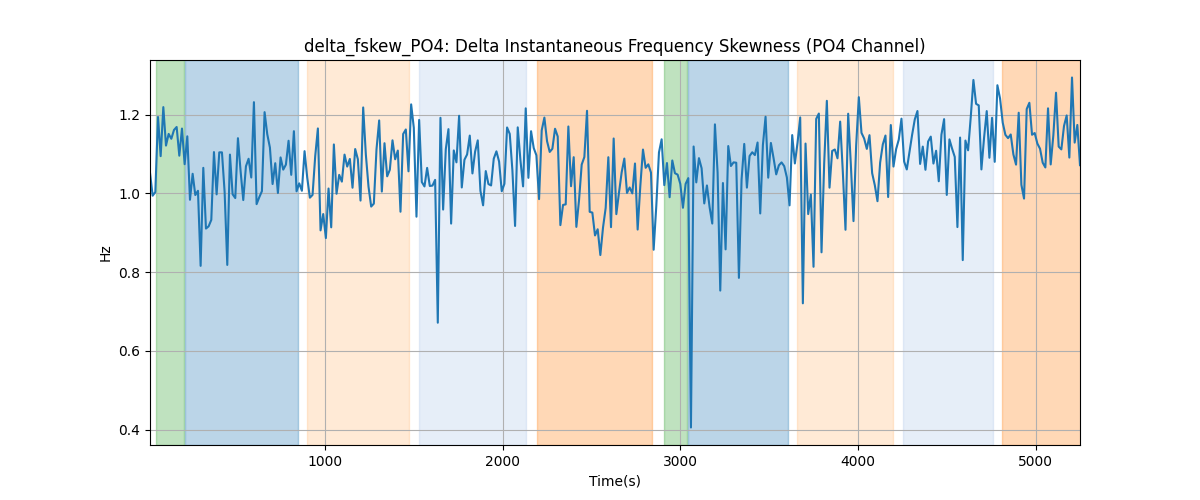 delta_fskew_PO4: Delta Instantaneous Frequency Skewness (PO4 Channel)
1.2
1.0
0.8
0.6
0.4
Hz
1000 2000 3000 4000 5000
Time(s)